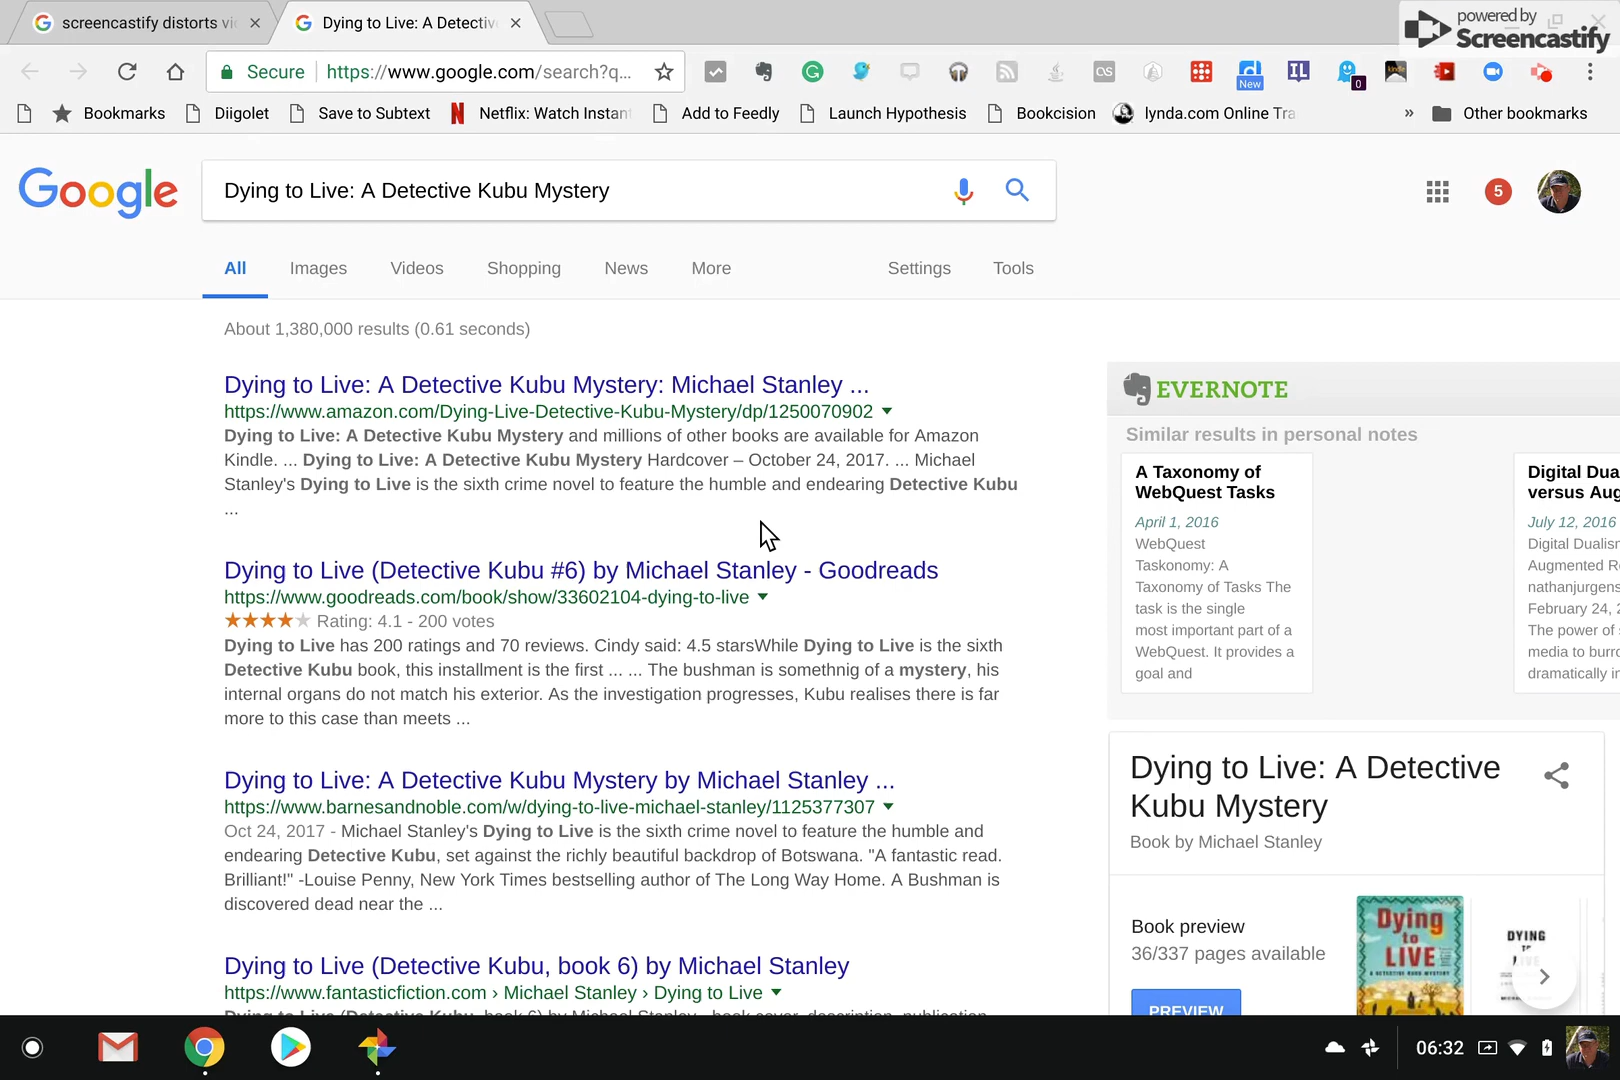 powered by
Screencastify
screencastify distorts vi
Dying to Live: A Detectiv
Secure
https://www.google.com/search?q...
New
0
Bookmarks
Diigolet
Save to Subtext
Netflix: Watch Instan
Add to Feedly
Launch Hypothesis
Bookcision
lynda.com Online Tra
»
Other bookmarks
Google
Dying to Live: A Detective Kubu Mystery
5
All
Images
Videos
Shopping
News
More
Settings
Tools
About 1,380,000 results (0.61 seconds)
Dying to Live: A Detective Kubu Mystery: Michael Stanley ...
https://www.amazon.com/Dying-Live-Detective-Kubu-Mystery/dp/1250070902
Dying to Live: A Detective Kubu Mystery and millions of other books are available for Amazon
Kindle. ... Dying to Live: A Detective Kubu Mystery Hardcover – October 24, 2017. ... Michael
Stanley's Dying to Live is the sixth crime novel to feature the humble and endearing Detective Kubu
...
Dying to Live (Detective Kubu #6) by Michael Stanley - Goodreads
https://www.goodreads.com/book/show/33602104-dying-to-live
Rating: 4.1 - 200 votes
Dying to Live has 200 ratings and 70 reviews. Cindy said: 4.5 starsWhile Dying to Live is the sixth
Detective Kubu book, this installment is the first ... ... The bushman is somethnig of a mystery, his
internal organs do not match his exterior. As the investigation progresses, Kubu realises there is far
more to this case than meets ...
Dying to Live: A Detective Kubu Mystery by Michael Stanley ...
https://www.barnesandnoble.com/w/dying-to-live-michael-stanley/1125377307
Oct 24, 2017 - Michael Stanley's Dying to Live is the sixth crime novel to feature the humble and
endearing Detective Kubu, set against the richly beautiful backdrop of Botswana. "A fantastic read.
Brilliant!" -Louise Penny, New York Times bestselling author of The Long Way Home. A Bushman is
discovered dead near the ...
Dying to Live (Detective Kubu, book 6) by Michael Stanley
https://www.fantasticfiction.com › Michael Stanley › Dying to Live
Dying to Live (Detective Kubu, book 6) by Michael Stanley - book cover, description, publication
EVERNOTE
Similar results in personal notes
A Taxonomy of
WebQuest Tasks
April 1, 2016
WebQuest
Taskonomy: A
Taxonomy of Tasks The
task is the single
most important part of a
WebQuest. It provides a
goal and
Digital Dua
versus Aug
July 12, 2016
Digital Dualisr
Augmented R
nathanjurgens
February 24, 2
The power of
media to burro
dramatically in
Dying to Live: A Detective
Kubu Mystery
Book by Michael Stanley
Book preview
36/337 pages available
PREVIEW
Dying
to
LIVE
A DETECTIVE KUBU MYSTERY
DYING
06:32